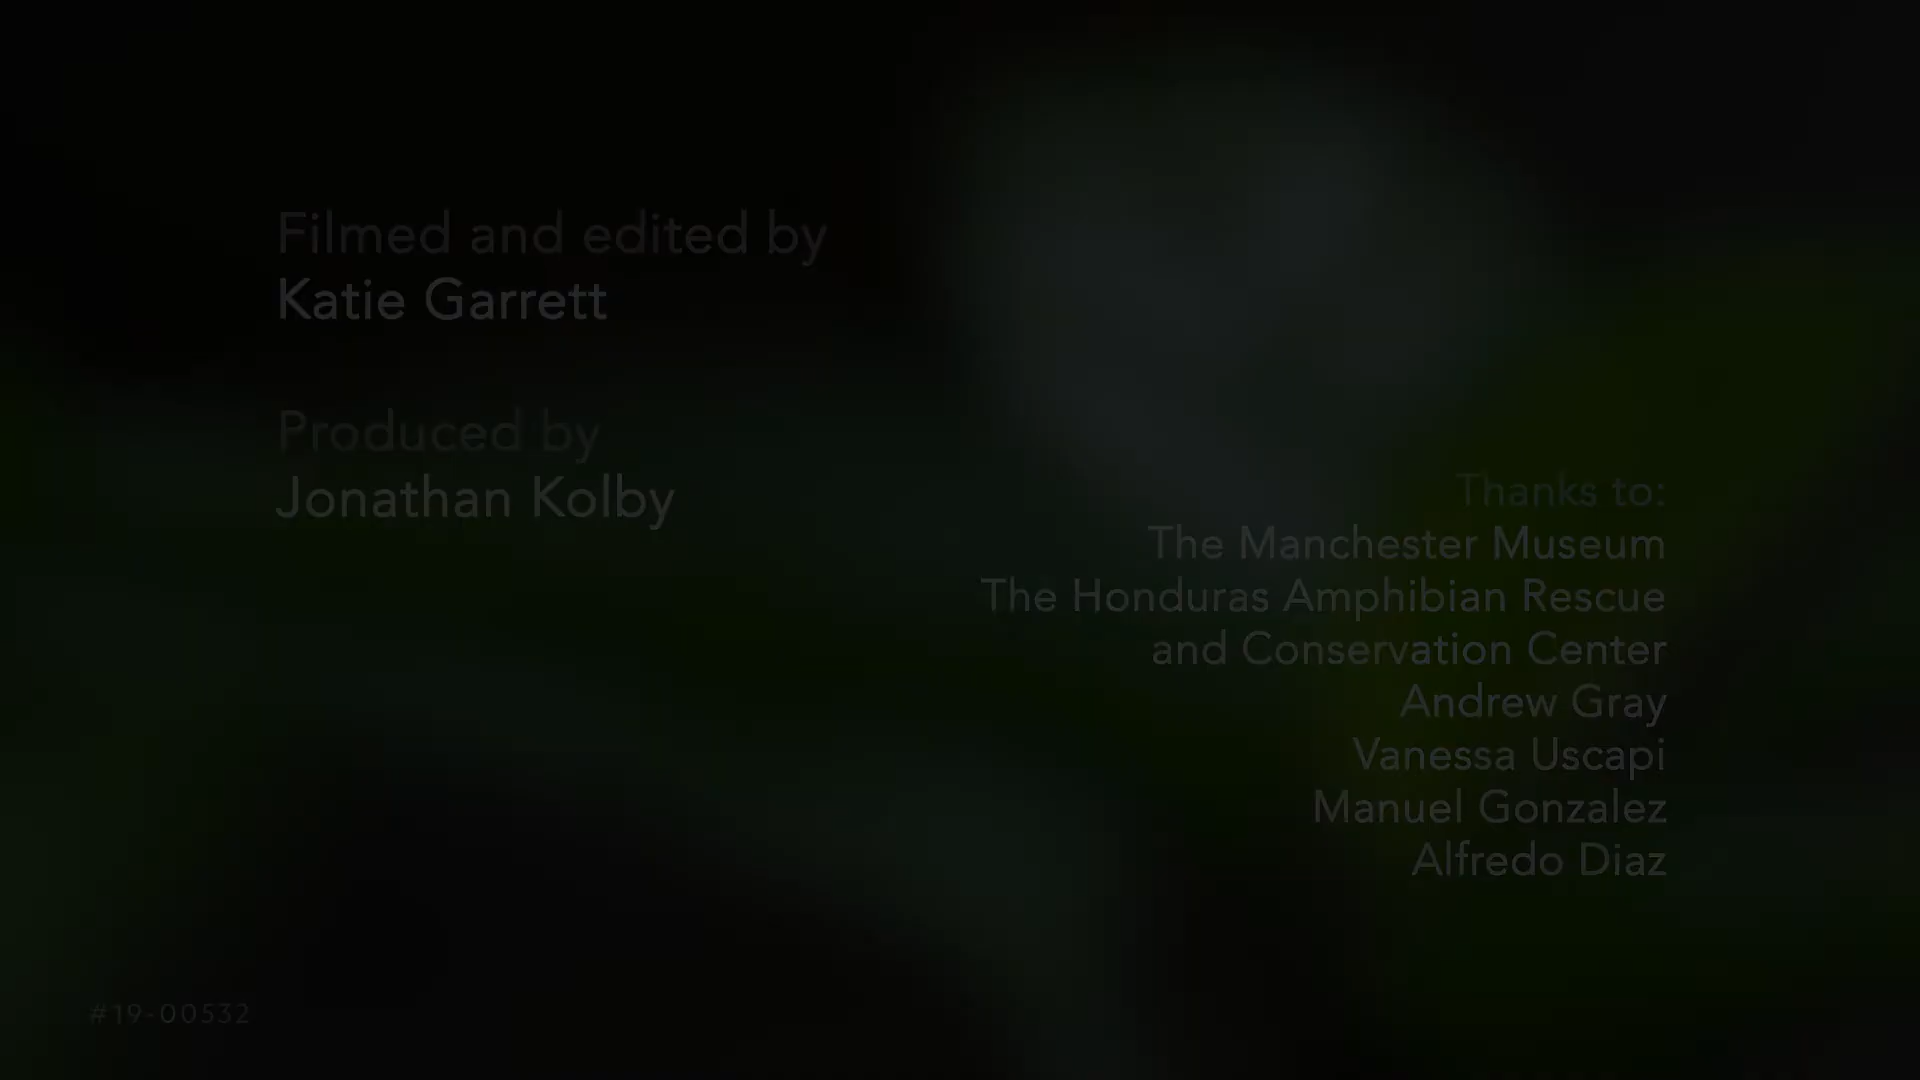 Filmed and edited by
Katie Garrett
Produced by
Jonathan Kolby
Thanks to:
The Manchester Museum
The Honduras Amphibian Rescue
and Conservation Center
Andrew Gray
Vanessa Uscapi
Manuel Gonzalez
Alfredo Diaz
#19-00532